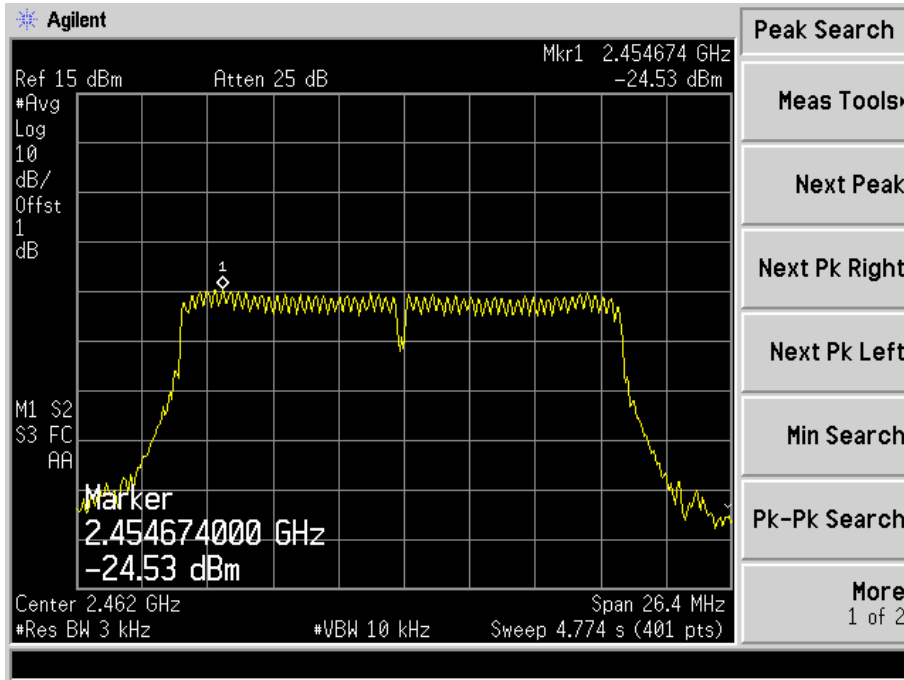 Agilent
Peak Search
Mkr1 2.454674 GHz
Ref 15 dBm Atten 25 dB -24.53 dBm
#Avg
Log
10
dB/
Offst
1
dB
1
M1 S2
S3 FC
AA
Marker
2.454674000 GHz
-24.53 dBm
Center 2.462 GHz Span 26.4 MHz
#Res BW 3 kHz #VBW 10 kHz Sweep 4.774 s (401 pts)
Meas Tools
Next Peak
Next Pk Right
Next Pk Left
Min Search
Pk-Pk Search
More
1 of 2